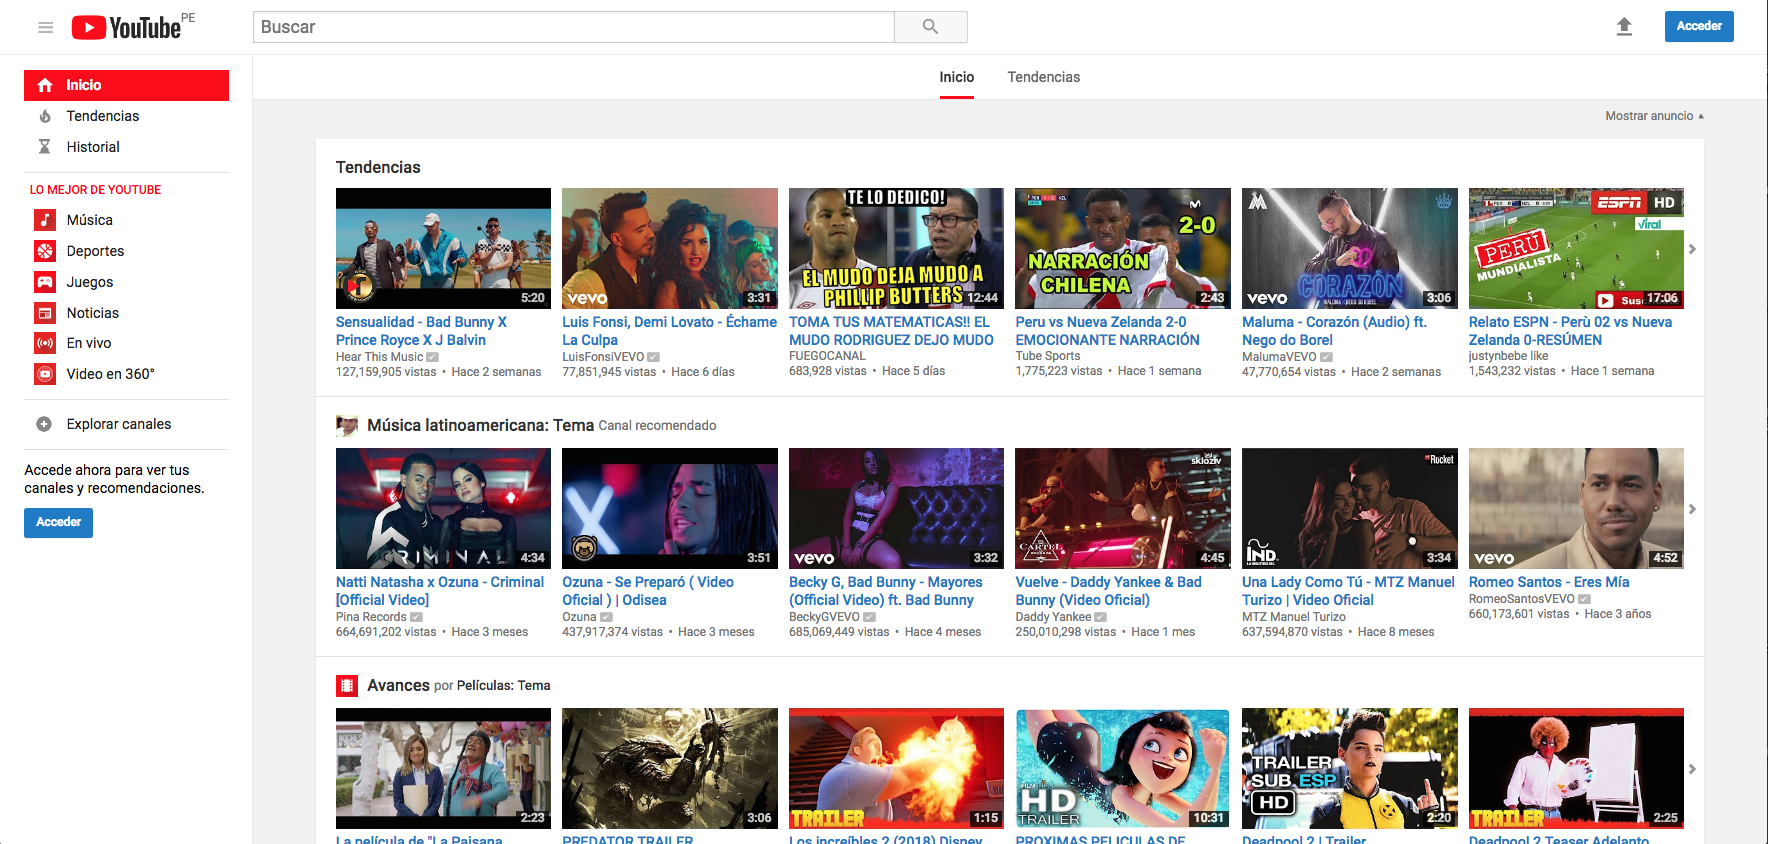 YouTube PE
Buscar
Acceder
Inicio
Tendencias
Historial
LO MEJOR DE YOUTUBE
Música
Deportes
Juegos
Noticias
En vivo
Video en 360°
Explorar canales
Accede ahora para ver tus
canales y recomendaciones.
Acceder
Inicio Tendencias
Mostrar anuncio
Tendencias
5:20
Sensualidad - Bad Bunny X
Prince Royce X J Balvin
Hear This Music
127,159,905 vistas • Hace 2 semanas
vevo 3:31
Luis Fonsi, Demi Lovato - Échame
La Culpa
LuisFonsiVEVO
77,851,945 vistas • Hace 6 días
TE LO DEDICO!
EL MUDO DEJA MUDO A
PHILLIP BUTTERS 12:44
TOMA TUS MATEMATICAS!! EL
MUDO RODRIGUEZ DEJO MUDO
FUEGOCANAL
683,928 vistas • Hace 5 días
2-0
NARRACIÓN
CHILENA
2:43
Peru vs Nueva Zelanda 2-0
EMOCIONANTE NARRACIÓN
Tube Sports
1,775,223 vistas • Hace 1 semana
CORAZÓN
vevo 3:06
Maluma - Corazón (Audio) ft.
Nego do Borel
MalumaVEVO
47,770,654 vistas • Hace 2 semanas
ESPN HD
viral
PERÚ
MUNDIALISTA
Sus 17:06
Relato ESPN - Perù 02 vs Nueva
Zelanda 0-RESÚMEN
justynbebe like
1,543,232 vistas • Hace 1 semana
Música latinoamericana: Tema Canal recomendado
CRIMINAL 4:34
Natti Natasha x Ozuna - Criminal
[Official Video]
Pina Records
664,691,202 vistas • Hace 3 meses
3:51
Ozuna - Se Preparó ( Video
Oficial ) | Odisea
Ozuna
437,917,374 vistas • Hace 3 meses
vevo 3:32
Becky G, Bad Bunny - Mayores
(Official Video) ft. Bad Bunny
BeckyGVEVO
685,069,449 vistas • Hace 4 meses
skloziv
CARTEL
4:45
Vuelve - Daddy Yankee & Bad
Bunny (Video Oficial)
Daddy Yankee
250,010,298 vistas • Hace 1 mes
Rocket
IND.
3:34
Una Lady Como Tú - MTZ Manuel
Turizo | Video Oficial
MTZ Manuel Turizo
637,594,870 vistas • Hace 8 meses
vevo 4:52
Romeo Santos - Eres Mía
RomeoSantosVEVO
660,173,601 vistas • Hace 3 años
Avances por Películas: Tema
2:23
La película de "La Paisana
3:06
PREDATOR TRAILER
TRAILER 1:15
Los increíbles 2 (2018) Disney
HD
TRAILER 10:31
PROXIMAS PELICULAS DE
TRAILER
SUB ESP
HD 2:20
Deadpool 2 | Trailer
TRAILER 2:25
Deadpool 2 Teaser Adelanto